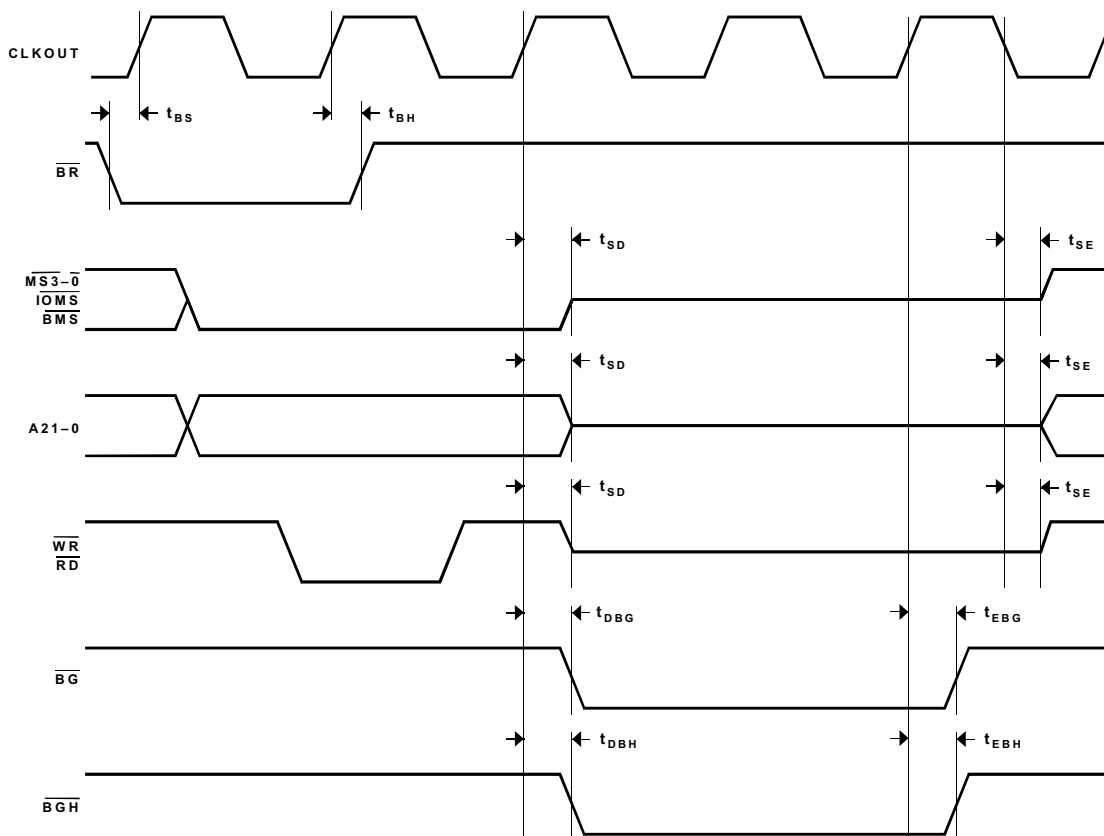 CLKOUT
tBS
tBH
BR
tSD
tSE
MS3–0
IOMS
BMS
tSD
tSE
A21–0
tSD
tSE
WR
RD
tDBG
tEBG
BG
tDBH
tEBH
BGH